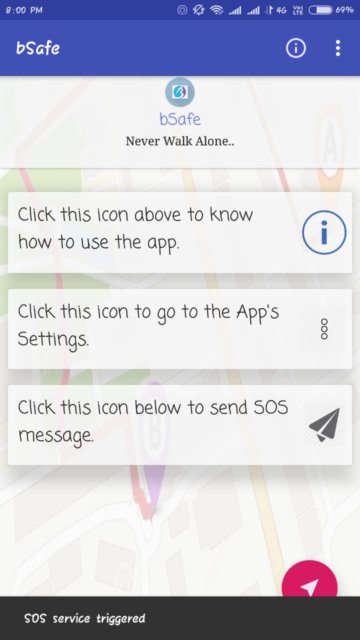 8:00 PM
4G VoLTE 69%
bSafe
bSafe
Never Walk Alone..
Click this icon above to know
how to use the app.
Click this icon to go to the App's
Settings.
Click this icon below to send SOS
message.
SOS service triggered